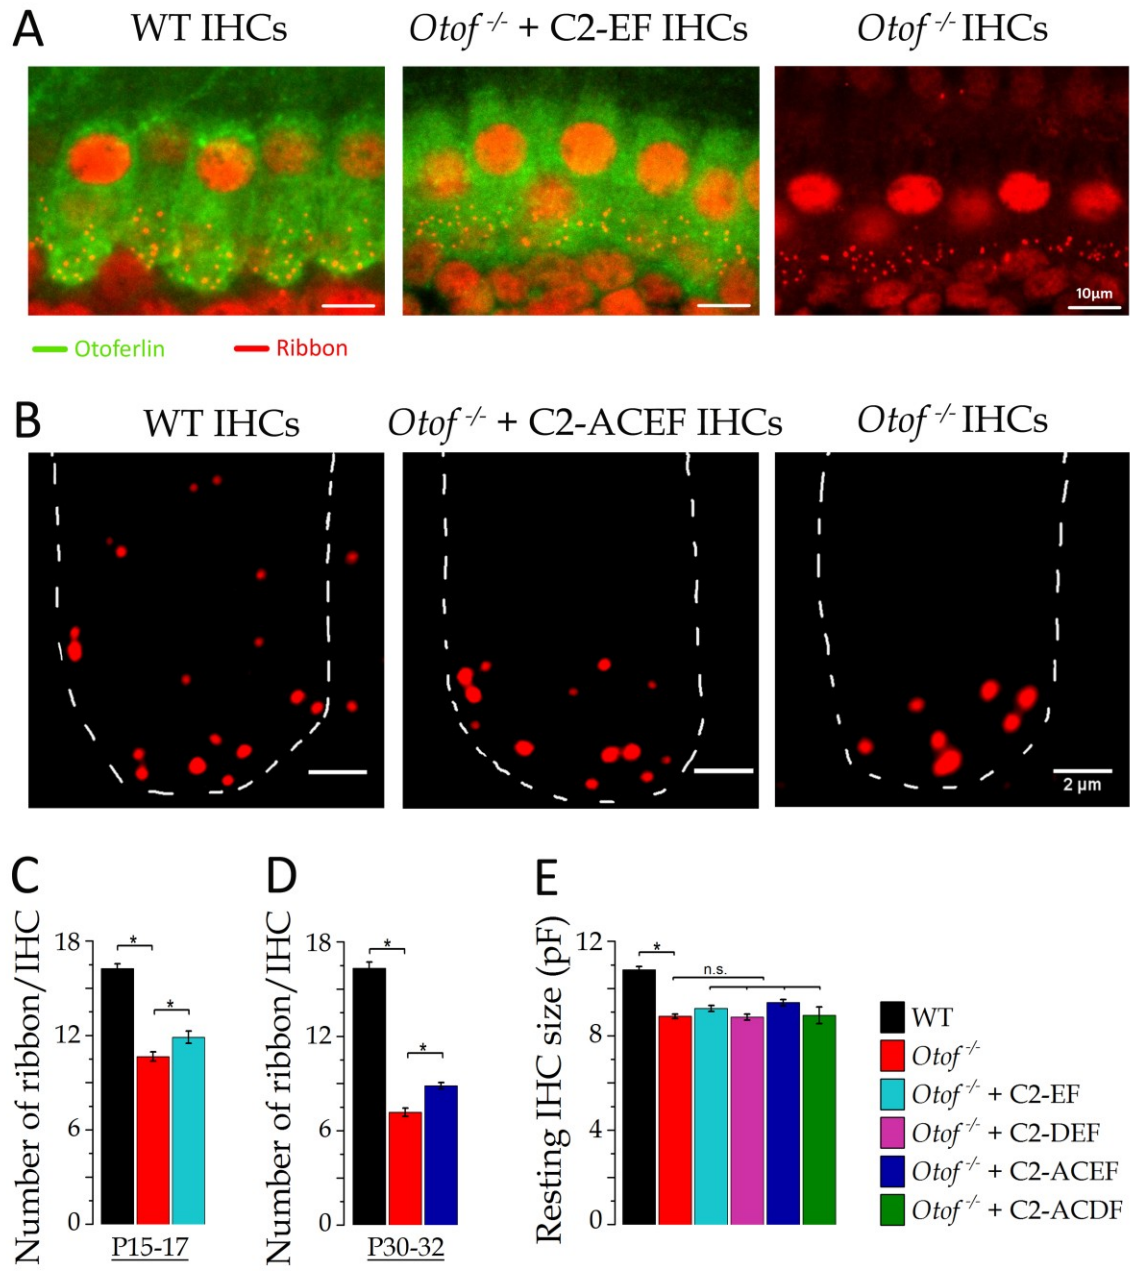 A
WT IHCs
Otof -/- + C2-EF IHCs
Otof -/- IHCs
10µm
Otoferlin
Ribbon
B
WT IHCs
Otof -/- + C2-ACEF IHCs
Otof -/- IHCs
2 µm
C
Number of ribbon/IHC
18
12
6
0
*
*
P15-17
D
Number of ribbon/IHC
18
12
6
0
*
*
P30-32
E
Resting IHC size (pF)
12
8
4
0
*
n.s.
WT
Otof -/-
Otof -/- + C2-EF
Otof -/- + C2-DEF
Otof -/- + C2-ACEF
Otof -/- + C2-ACDF